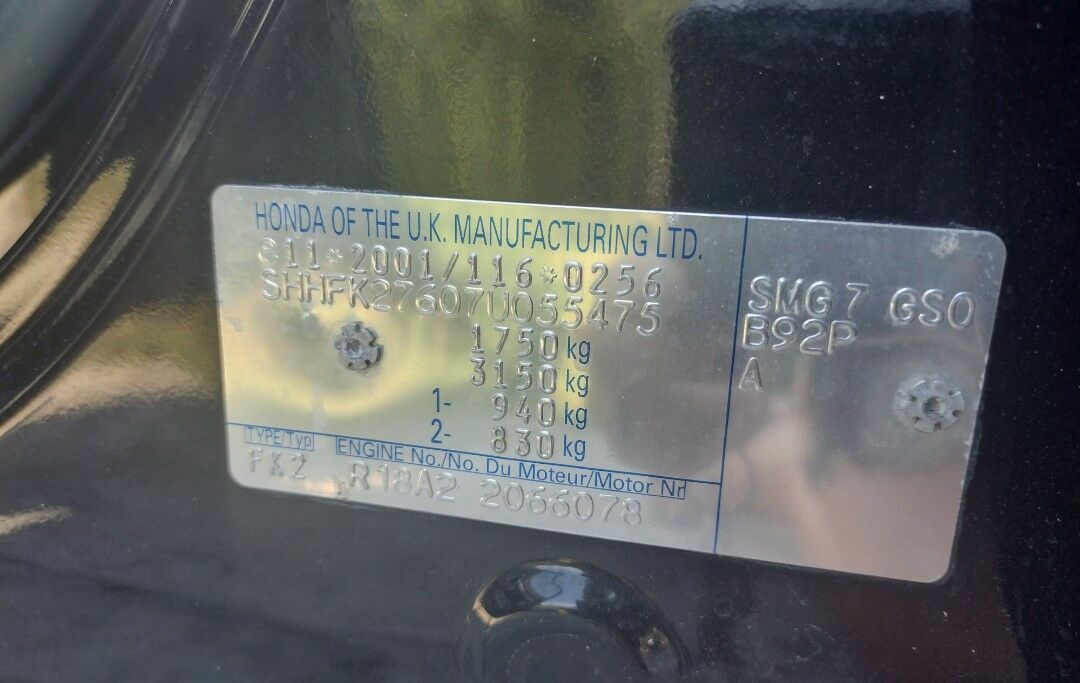 HONDA OF THE U.K. MANUFACTURING LTD.
e11*2001/116*0256
SHHFK27607U055475
1750 kg
3150 kg
1- 940 kg
2- 830 kg
TYPE/Typ ENGINE No./No. Du Moteur/Motor Nr
FK2 R18A2 2066078
SMG 7 GSO
B92P
A